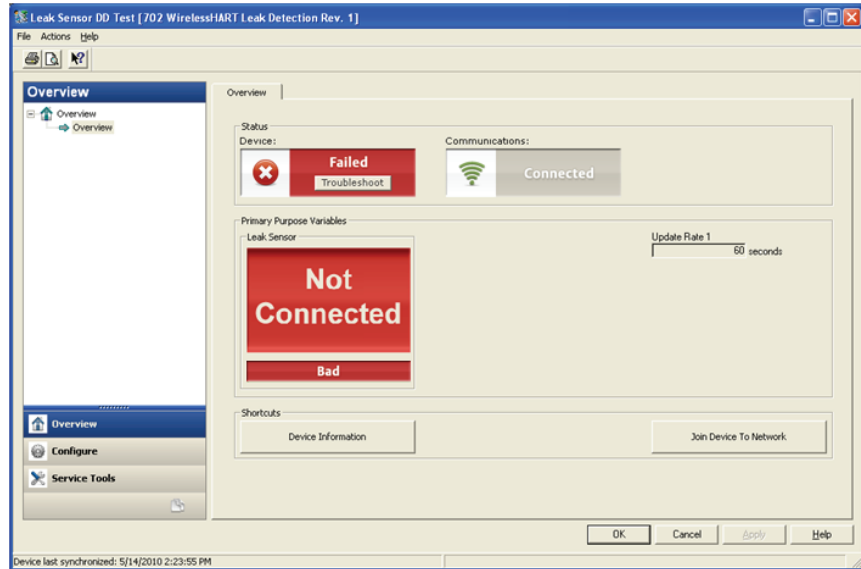 Leak Sensor DD Test [702 WirelessHART Leak Detection Rev. 1]
File Actions Help
Overview
Overview
Overview
Overview
Configure
Service Tools
Overview
Status
Device:
Failed
Troubleshoot
Communications:
Connected
Primary Purpose Variables
Leak Sensor
Not
Connected
Bad
Update Rate 1
60 seconds
Shortcuts
Device Information
Join Device To Network
OK Cancel Apply Help
Device last synchronized: 5/14/2010 2:23:55 PM